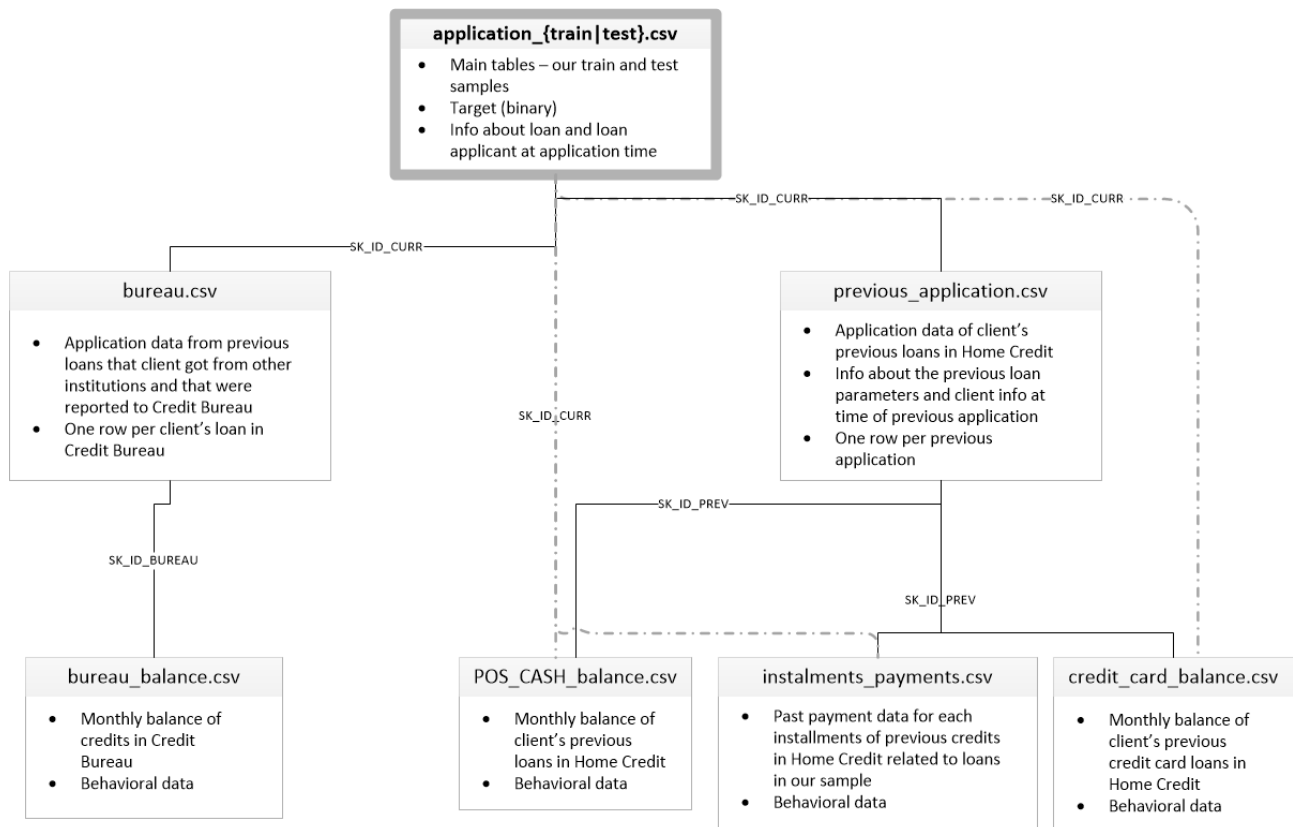 application_{train|test}.csv
• Main tables – our train and test
samples
• Target (binary)
• Info about loan and loan
applicant at application time
SK_ID_CURR
SK_ID_CURR
SK_ID_CURR
bureau.csv
• Application data from previous
loans that client got from other
institutions and that were
reported to Credit Bureau
• One row per client's loan in
Credit Bureau
previous_application.csv
• Application data of client's
previous loans in Home Credit
• Info about the previous loan
parameters and client info at
time of previous application
• One row per previous
application
SK_ID_CURR
SK_ID_PREV
SK_ID_BUREAU
SK_ID_PREV
bureau_balance.csv
• Monthly balance of
credits in Credit
Bureau
• Behavioral data
POS_CASH_balance.csv
• Monthly balance of
client's previous
loans in Home Credit
• Behavioral data
instalments_payments.csv
• Past payment data for each
installments of previous credits
in Home Credit related to loans
in our sample
• Behavioral data
credit_card_balance.csv
• Monthly balance of
client's previous
credit card loans in
Home Credit
• Behavioral data